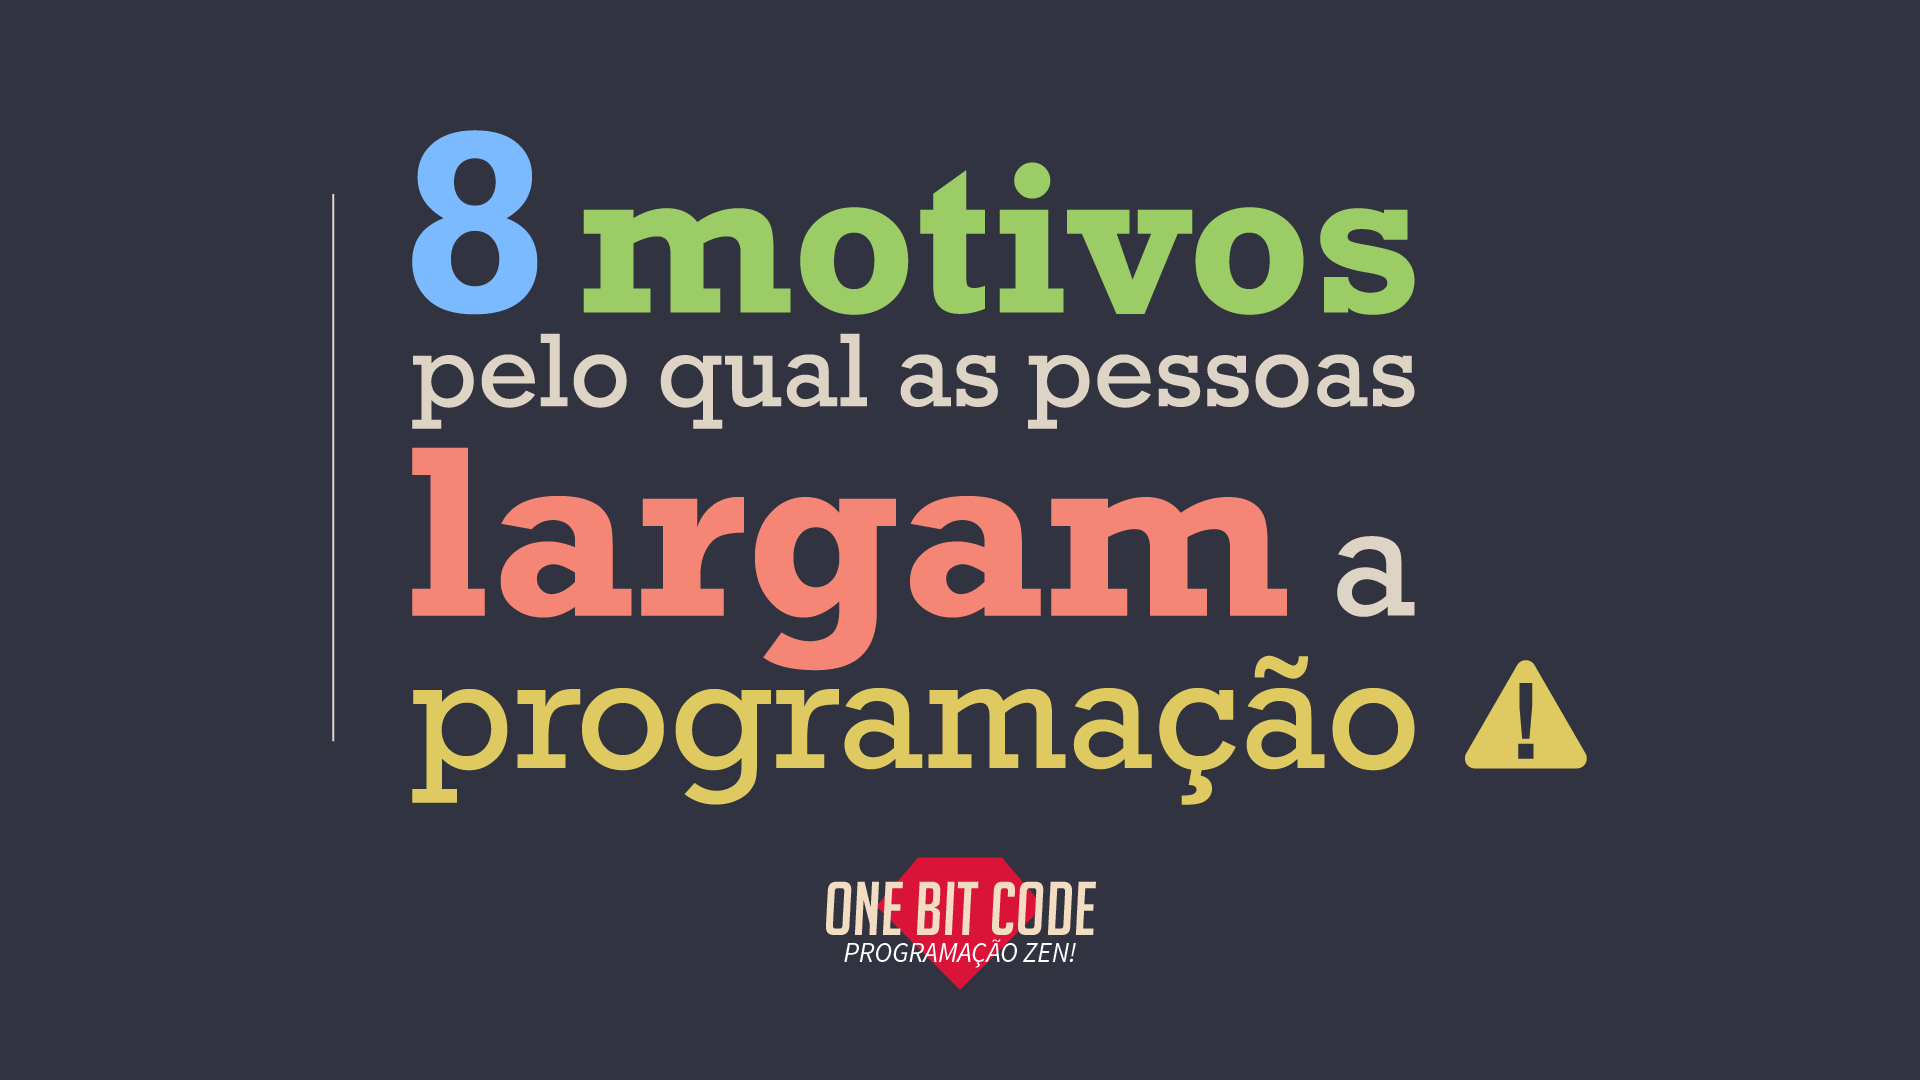 8 motivos
pelo qual as pessoas
largam a
programação
ONE BIT CODE
PROGRAMAÇÃO ZEN!